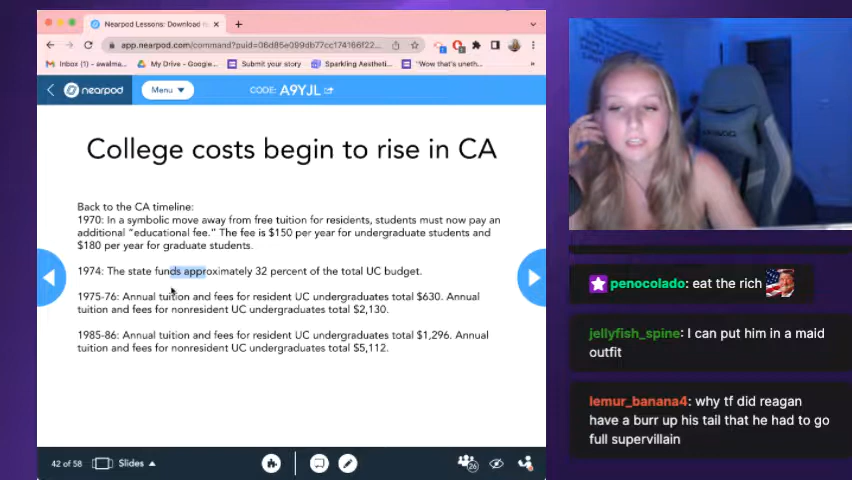 Nearpod Lessons: Download r
app.nearpod.com/command?puid=06d85e099db77cc174166f22...
Inbox (1) - awalma...
My Drive - Google...
Submit your story
Sparkling Aestheti...
"Wow that's uneth...
nearpod
Menu
CODE: A9YJL
College costs begin to rise in CA
Back to the CA timeline:
1970: In a symbolic move away from free tuition for residents, students must now pay an
additional "educational fee." The fee is $150 per year for undergraduate students and
$180 per year for graduate students.
1974: The state funds approximately 32 percent of the total UC budget.
1975-76: Annual tuition and fees for resident UC undergraduates total $630. Annual
tuition and fees for nonresident UC undergraduates total $2,130.
1985-86: Annual tuition and fees for resident UC undergraduates total $1,296. Annual
tuition and fees for nonresident UC undergraduates total $5,112.
42 of 58
Slides
26
penocolado: eat the rich
jellyfish_spine: I can put him in a maid
outfit
lemur_banana4: why tf did reagan
have a burr up his tail that he had to go
full supervillain